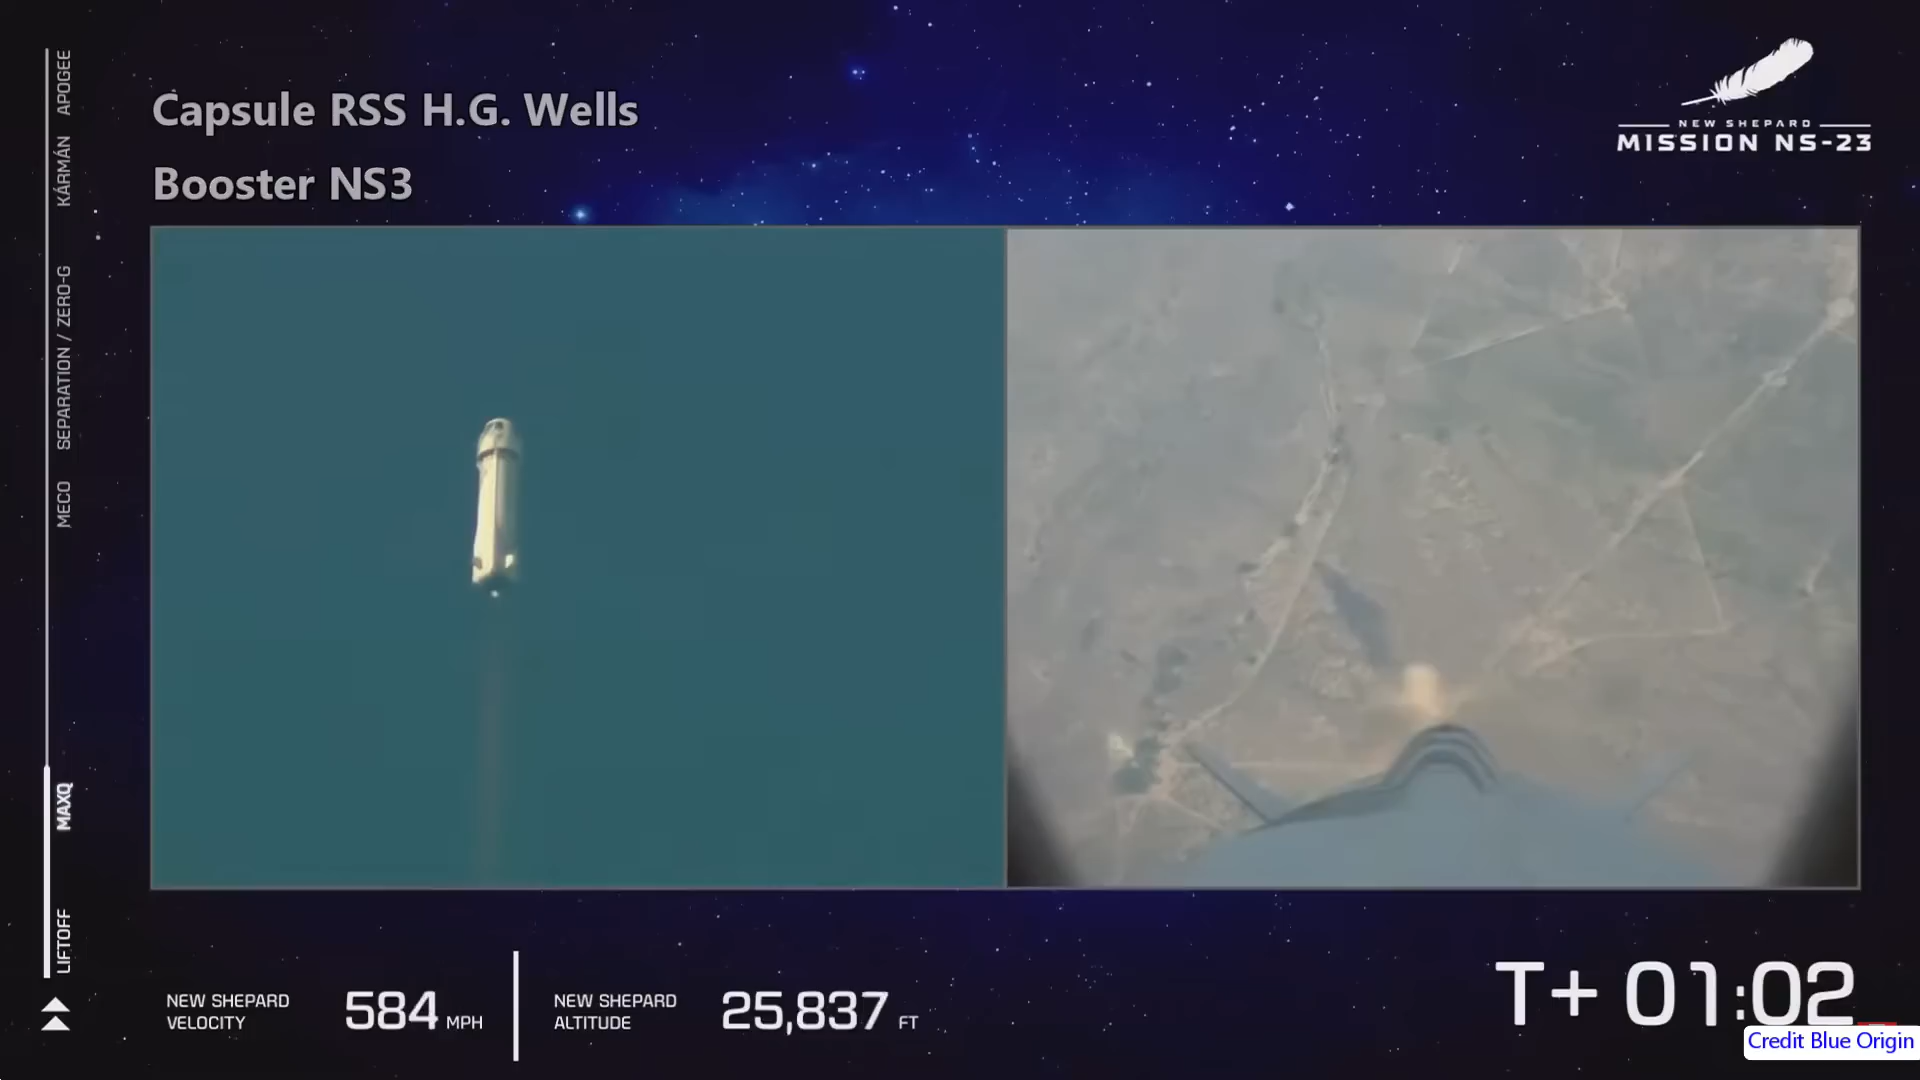 Capsule RSS H.G. Wells
Booster NS3
NEW SHEPARD
MISSION NS-23
APOGEE
KÁRMÁN
SEPARATION / ZERO-G
MECO
MAXQ
LIFTOFF
NEW SHEPARD
VELOCITY
584 MPH
NEW SHEPARD
ALTITUDE
25,837 FT
T+ 01:02
Credit Blue Origin